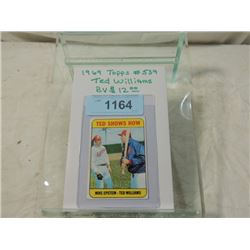 1969 Topps #539
Ted Williams
BV $12.00
1164
TED SHOWS HOW
MIKE EPSTEIN - TED WILLIAMS